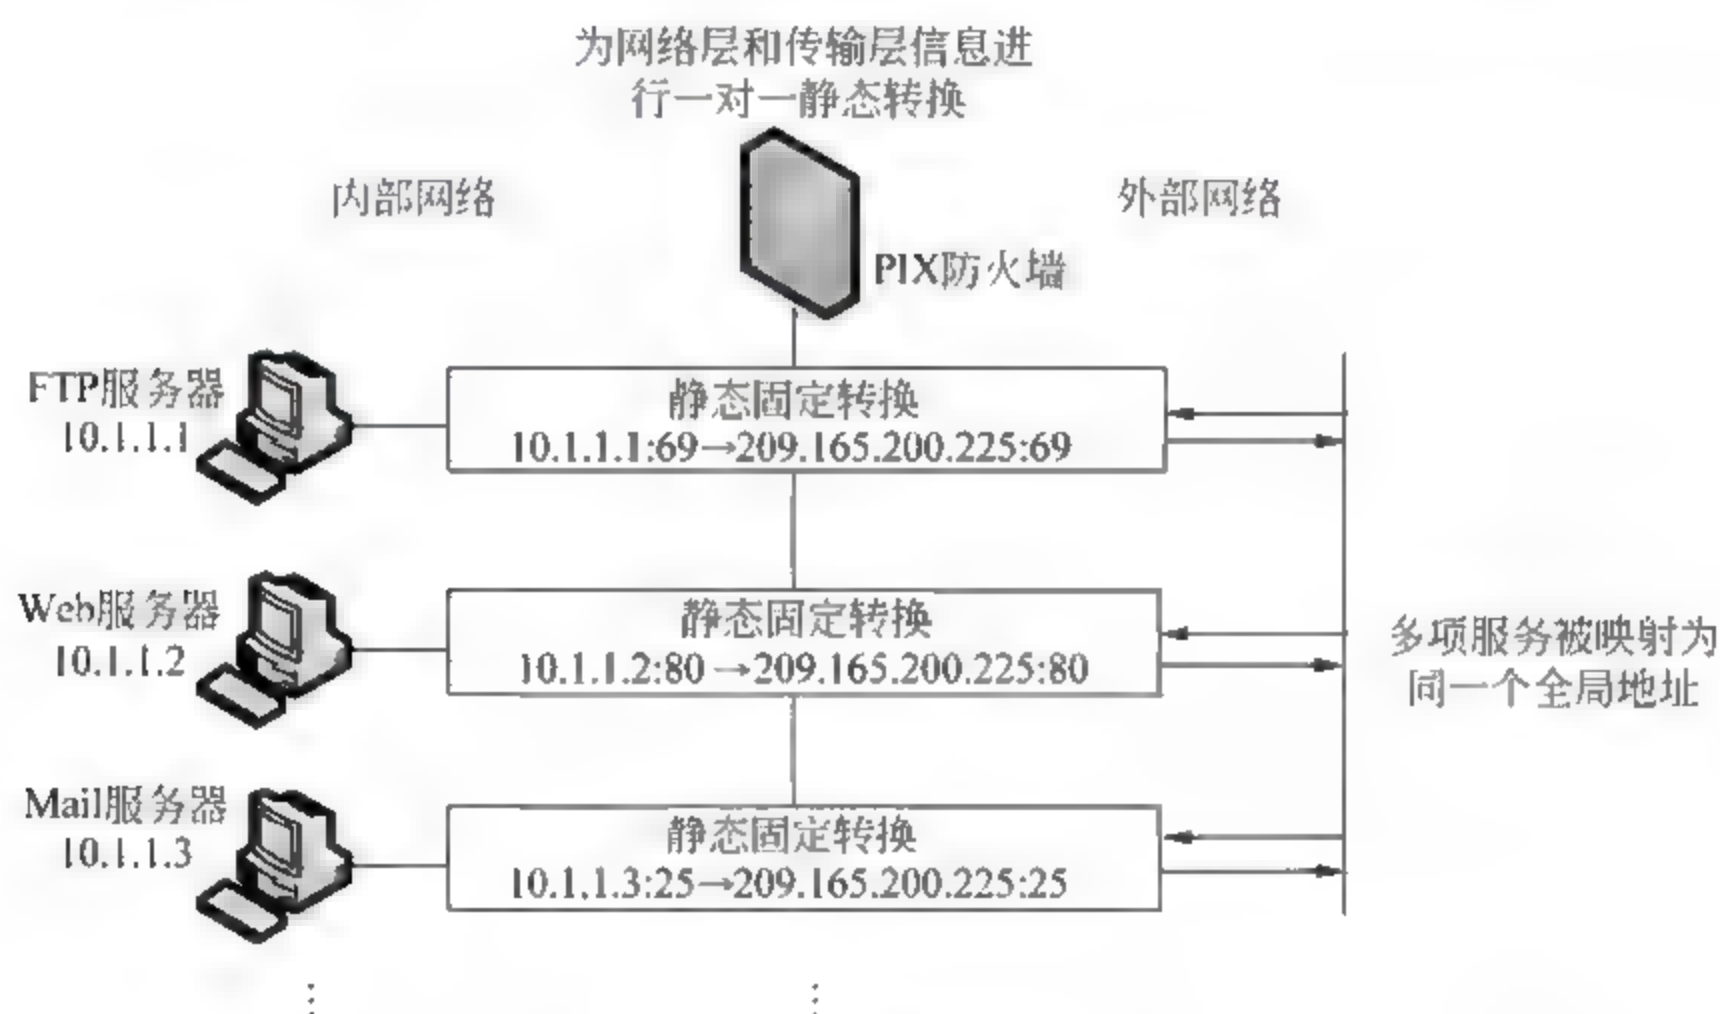 为网络层和传输层信息进
行一对一静态转换
内部网络
外部网络
PIX防火墙
FTP服务器
10.1.1.1
静态固定转换
10.1.1.1:69→209.165.200.225:69
Web服务器
10.1.1.2
静态固定转换
10.1.1.2:80→209.165.200.225:80
多项服务被映射为
同一个全局地址
Mail服务器
10.1.1.3
静态固定转换
10.1.1.3:25→209.165.200.225:25
⋮ ⋮